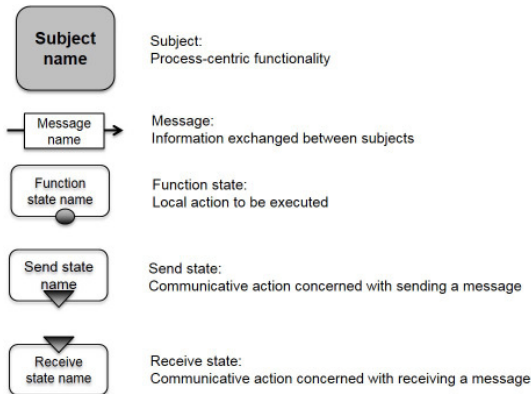 Subject
name
Subject:
Process-centric functionality
Message
name
Message:
Information exchanged between subjects
Function
state name
Function state:
Local action to be executed
Send state
name
Send state:
Communicative action concerned with sending a message
Receive
state name
Receive state:
Communicative action concerned with receiving a message